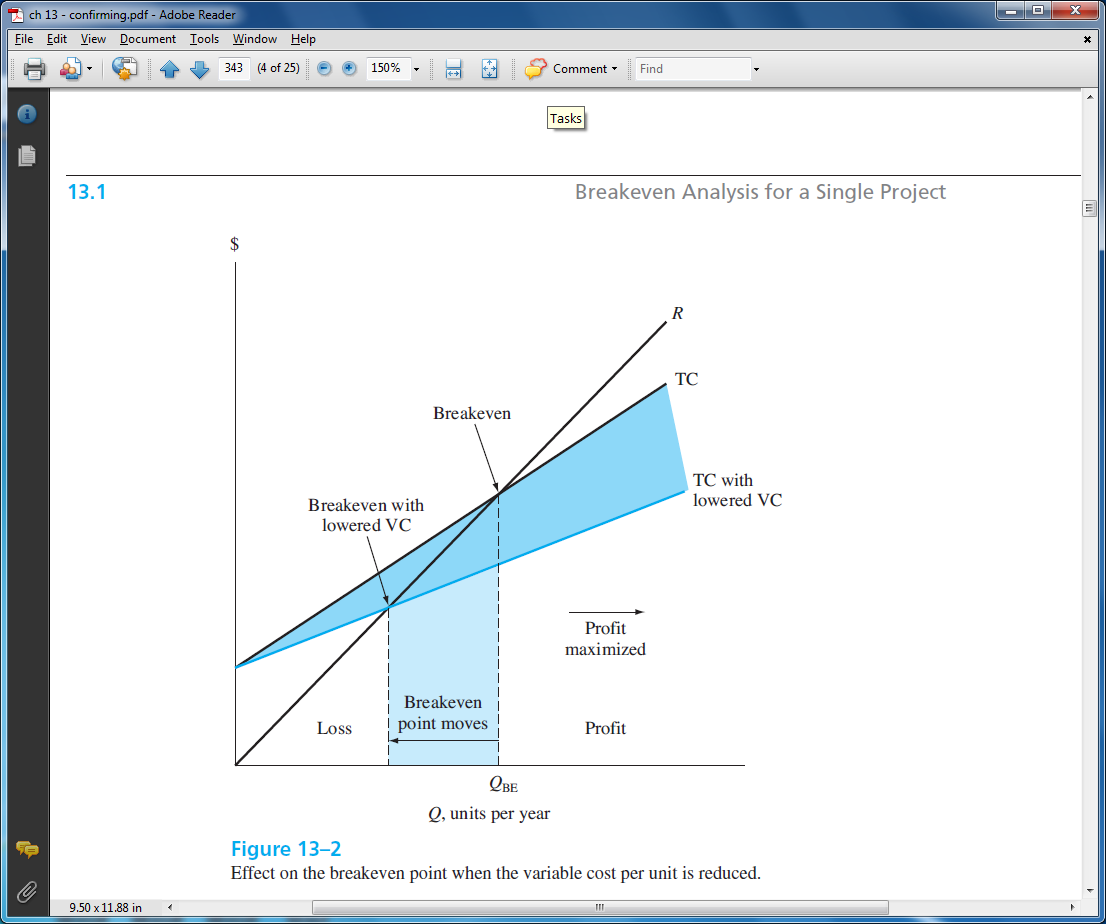 ch 13 - confirming.pdf - Adobe Reader
File Edit View Document Tools Window Help
343 (4 of 25) 150% Comment Find
Tasks
13.1 Breakeven Analysis for a Single Project
$
R
TC
Breakeven
TC with
lowered VC
Breakeven with
lowered VC
Profit
maximized
Breakeven
point moves
Loss
Profit
QBE
Q, units per year
Figure 13–2
Effect on the breakeven point when the variable cost per unit is reduced.
9.50 x 11.88 in